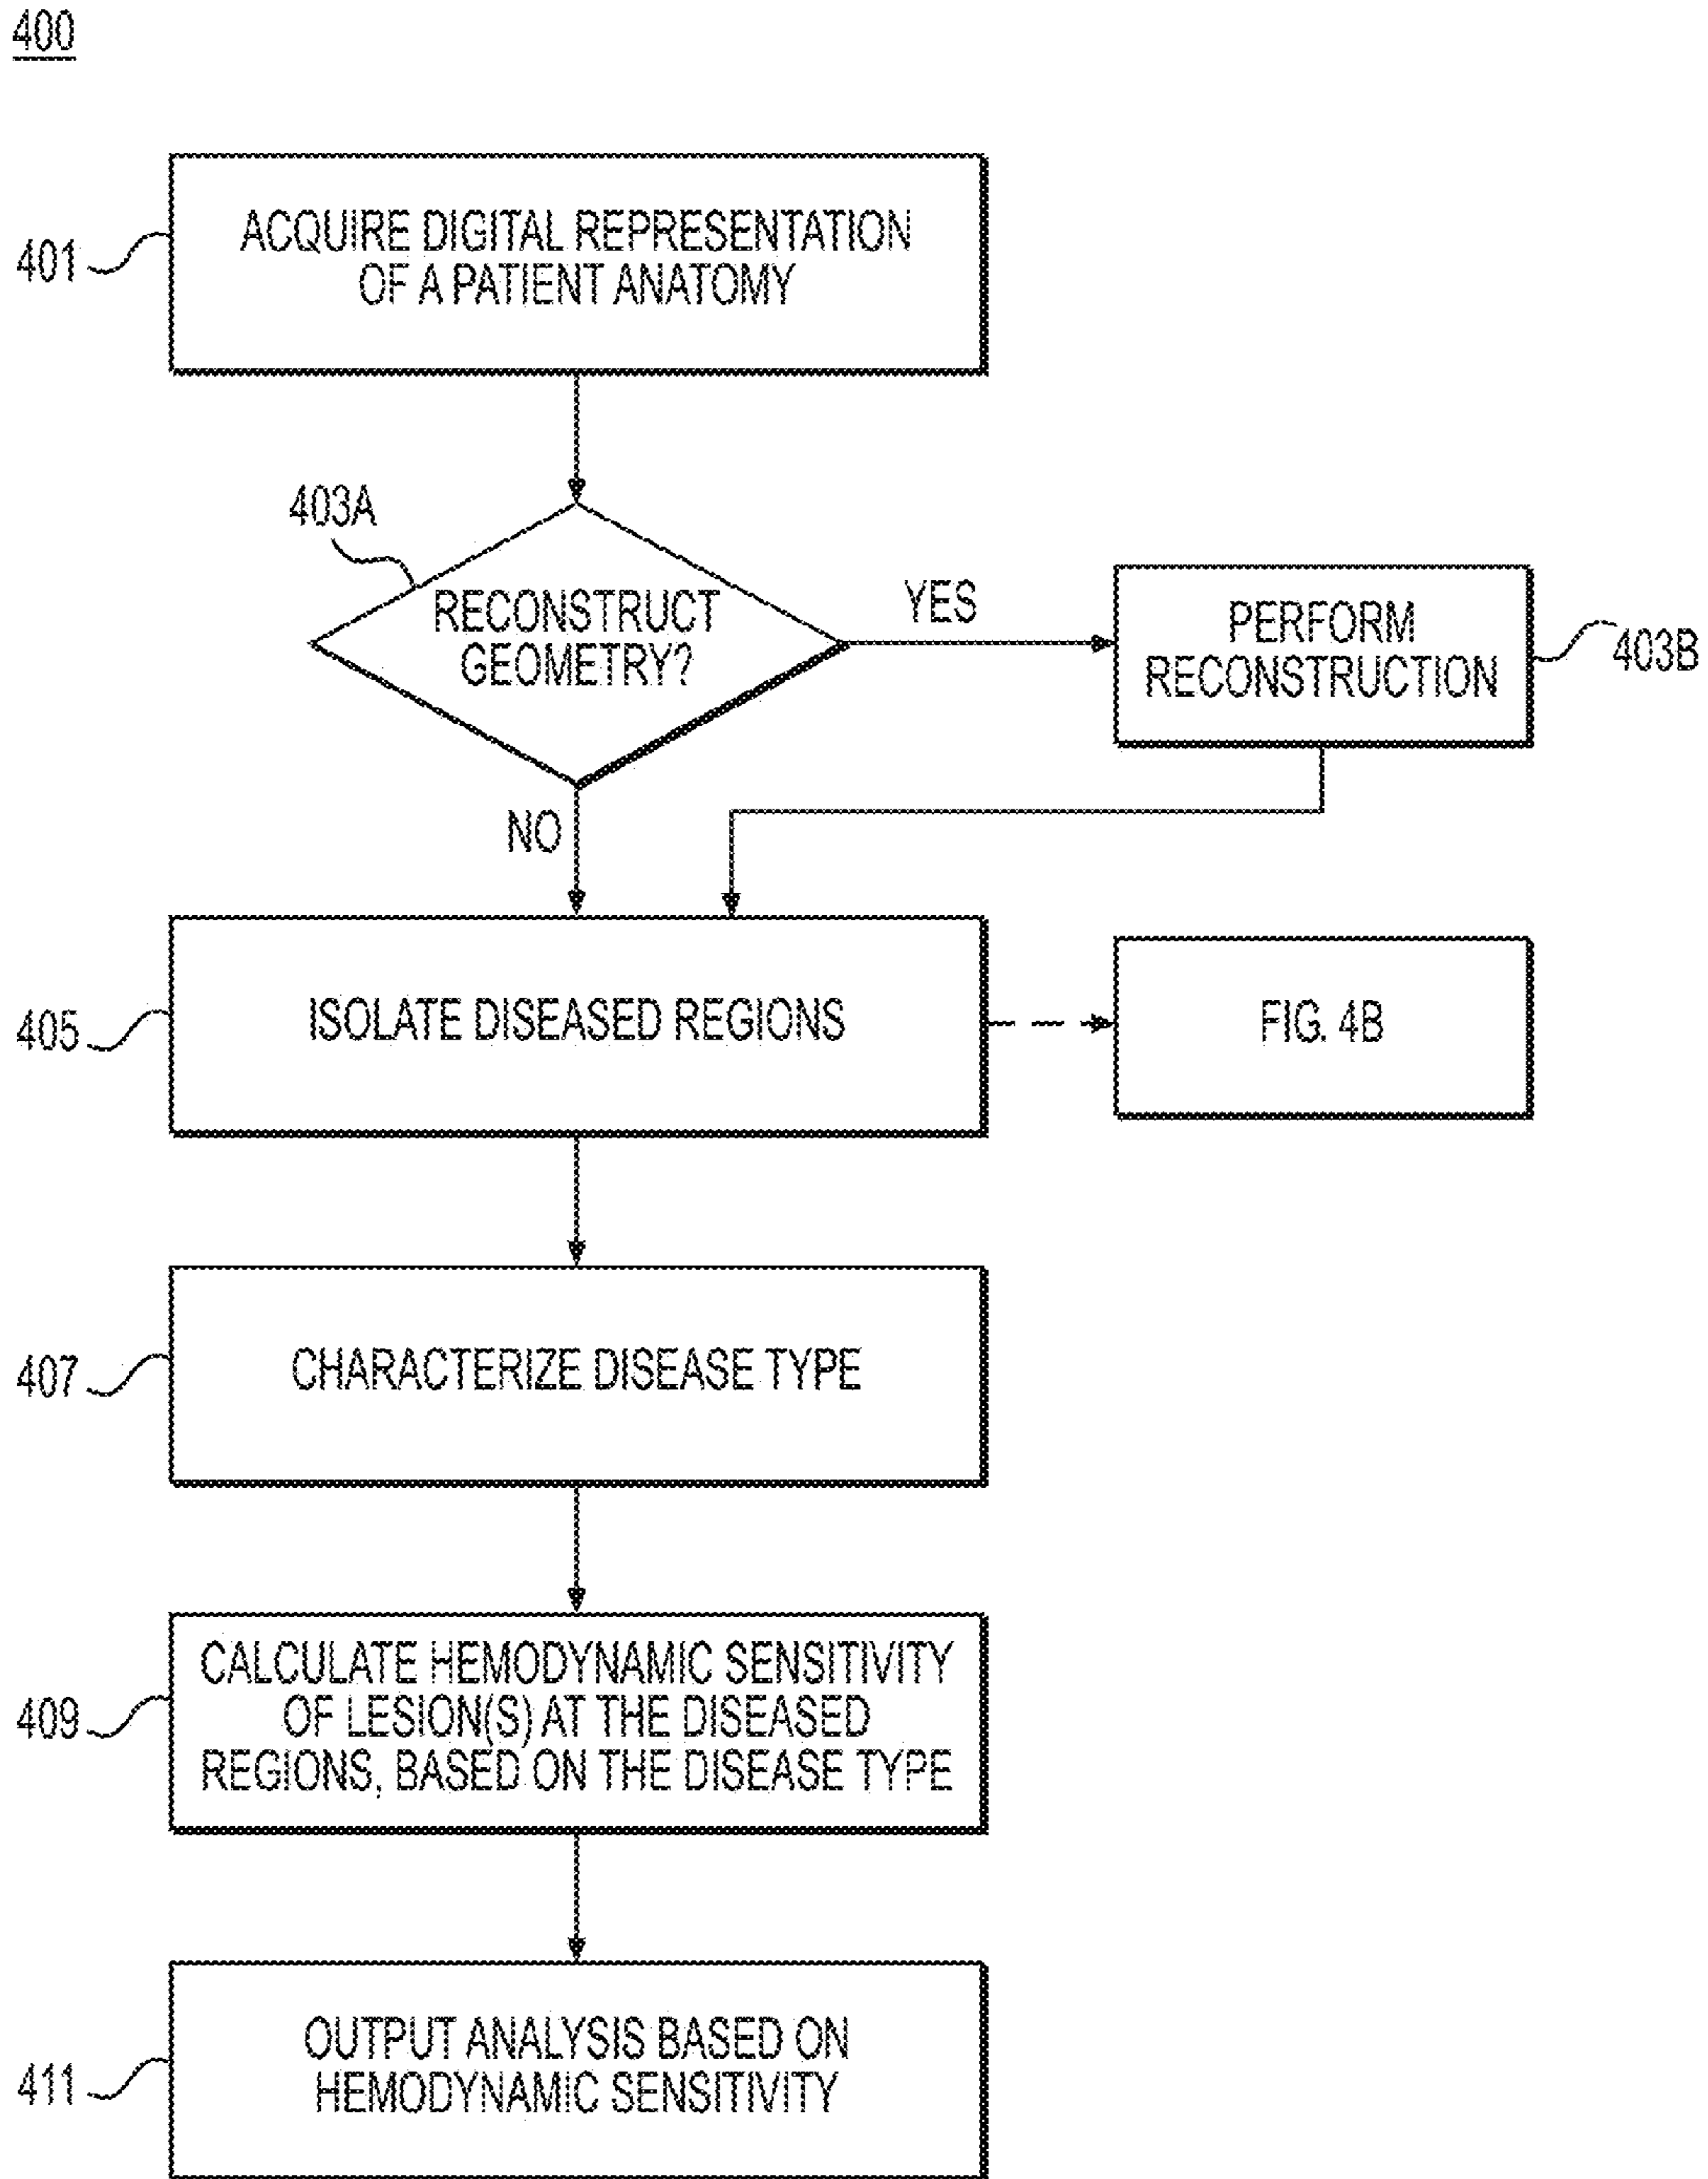 400
401
ACQUIRE DIGITAL REPRESENTATION
OF A PATIENT ANATOMY
403A
RECONSTRUCT
GEOMETRY?
YES
PERFORM
RECONSTRUCTION
403B
NO
405
ISOLATE DISEASED REGIONS
FIG. 4B
407
CHARACTERIZE DISEASE TYPE
409
CALCULATE HEMODYNAMIC SENSITIVITY
OF LESION(S) AT THE DISEASED
REGIONS, BASED ON THE DISEASE TYPE
411
OUTPUT ANALYSIS BASED ON
HEMODYNAMIC SENSITIVITY